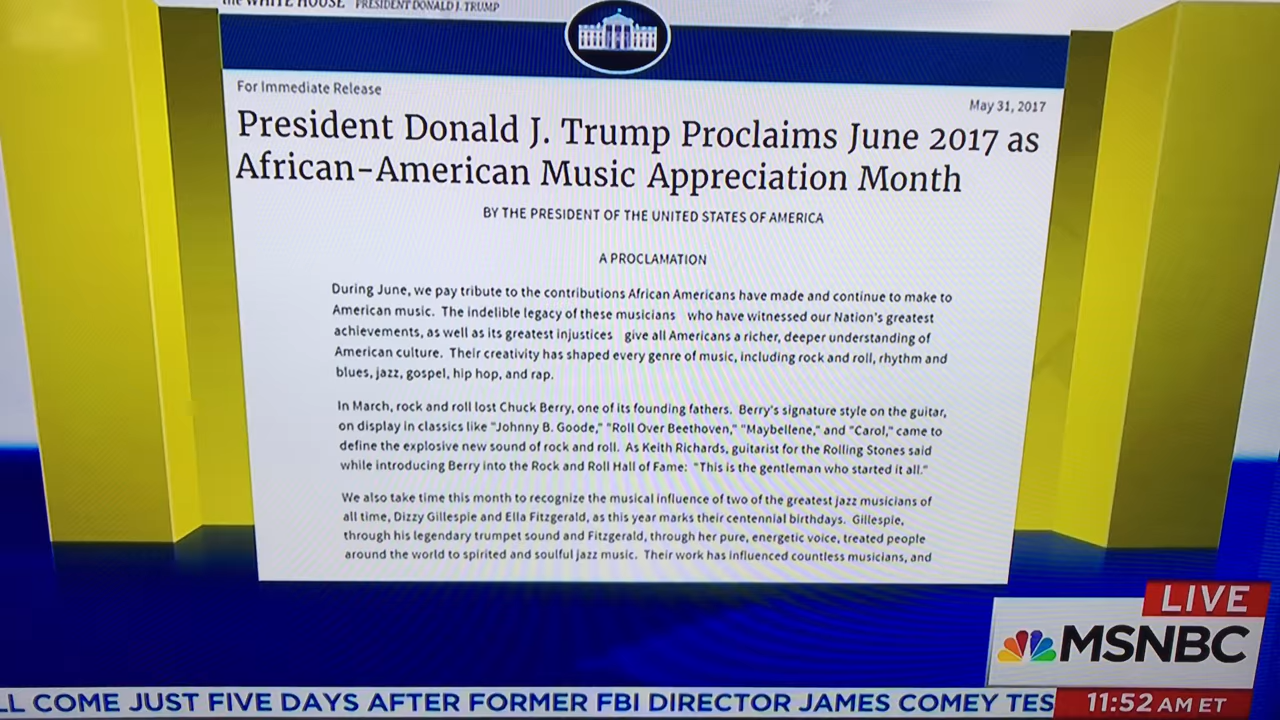 the WHITE HOUSE PRESIDENT DONALD J. TRUMP
For Immediate Release
May 31, 2017
President Donald J. Trump Proclaims June 2017 as
African-American Music Appreciation Month
BY THE PRESIDENT OF THE UNITED STATES OF AMERICA
A PROCLAMATION
During June, we pay tribute to the contributions African Americans have made and continue to make to
American music. The indelible legacy of these musicians who have witnessed our Nation's greatest
achievements, as well as its greatest injustices give all Americans a richer, deeper understanding of
American culture. Their creativity has shaped every genre of music, including rock and roll, rhythm and
blues, jazz, gospel, hip hop, and rap.
In March, rock and roll lost Chuck Berry, one of its founding fathers. Berry's signature style on the guitar,
on display in classics like "Johnny B. Goode," "Roll Over Beethoven," "Maybellene," and "Carol," came to
define the explosive new sound of rock and roll. As Keith Richards, guitarist for the Rolling Stones said
while introducing Berry into the Rock and Roll Hall of Fame: "This is the gentleman who started it all."
We also take time this month to recognize the musical influence of two of the greatest jazz musicians of
all time, Dizzy Gillespie and Ella Fitzgerald, as this year marks their centennial birthdays. Gillespie,
through his legendary trumpet sound and Fitzgerald, through her pure, energetic voice, treated people
around the world to spirited and soulful jazz music. Their work has influenced countless musicians, and
LIVE
MSNBC
LL COME JUST FIVE DAYS AFTER FORMER FBI DIRECTOR JAMES COMEY TES
11:52 AM ET